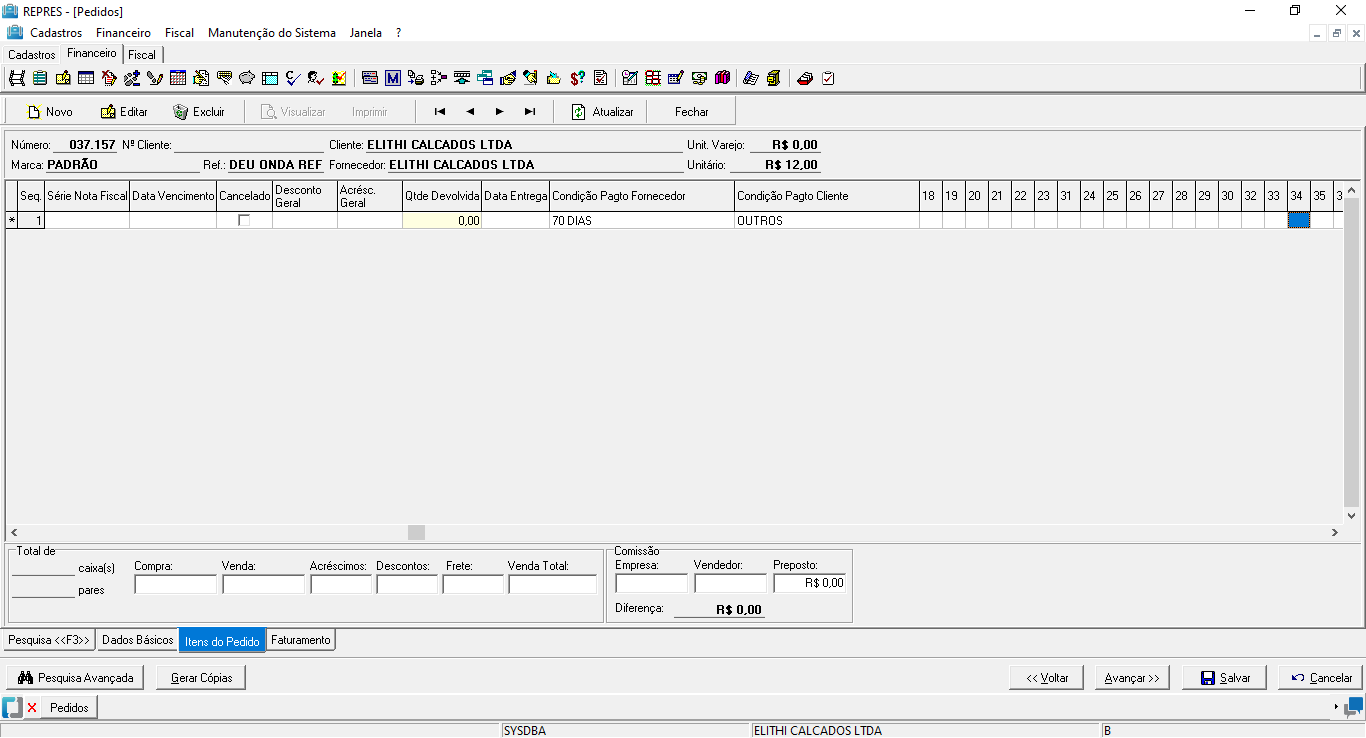 REPRES - [Pedidos]
Cadastros Financeiro Fiscal Manutenção do Sistema Janela ?
Cadastros Financeiro Fiscal
Novo Editar Excluir Visualizar Imprimir Atualizar Fechar
Número: 037.157 Nº Cliente: Cliente: ELITHI CALCADOS LTDA Unit. Varejo: R$ 0,00
Marca: PADRÃO Ref.: DEU ONDA REF Fornecedor: ELITHI CALCADOS LTDA Unitário: R$ 12,00
Seq. Série Nota Fiscal Data Vencimento Cancelado Desconto Geral Acrésc. Geral Qtde Devolvida Data Entrega Condição Pagto Fornecedor Condição Pagto Cliente 18 19 20 21 22 23 31 24 25 26 27 28 29 30 32 33 34 35 3
* 1 0,00 70 DIAS OUTROS
Total de
caixa(s) Compra: Venda: Acréscimos: Descontos: Frete: Venda Total:
pares
Comissão
Empresa: Vendedor: Preposto:
R$ 0,00
Diferença: R$ 0,00
Pesquisa <<F3>> Dados Básicos Itens do Pedido Faturamento
Pesquisa Avançada Gerar Cópias << Voltar Avançar >> Salvar Cancelar
Pedidos
SYSDBA ELITHI CALCADOS LTDA B